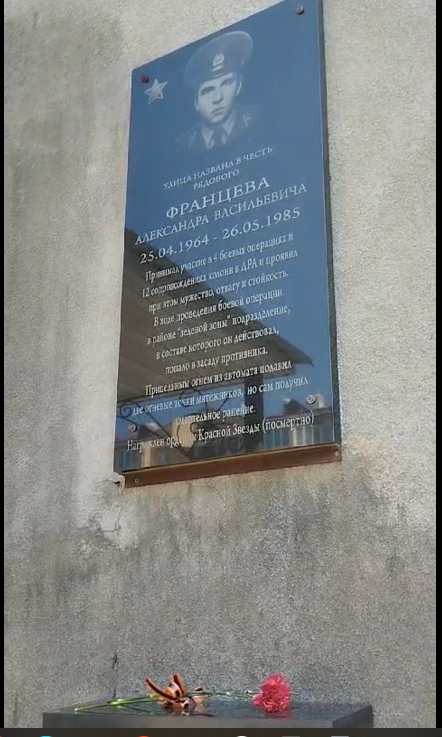 УЛИЦА НАЗВАНА В ЧЕСТЬ
РЯДОВОГО
ФРАНЦЕВА
АЛЕКСАНДРА ВАСИЛЬЕВИЧА
25.04.1964 - 26.05.1985
Принимал участие в 4 боевых операциях и
12 сопровождениях колонн в ДРА и проявил
при этом мужество, отвагу и стойкость.
В ходе проведения боевой операции
в районе "зеленой зоны" подразделение,
в составе которого он действовал,
попало в засаду противника.
Прицельным огнем из автомата подавил
две огневые точки мятежников, но сам получил
смертельное ранение.
Награжден орденом Красной Звезды (посмертно)